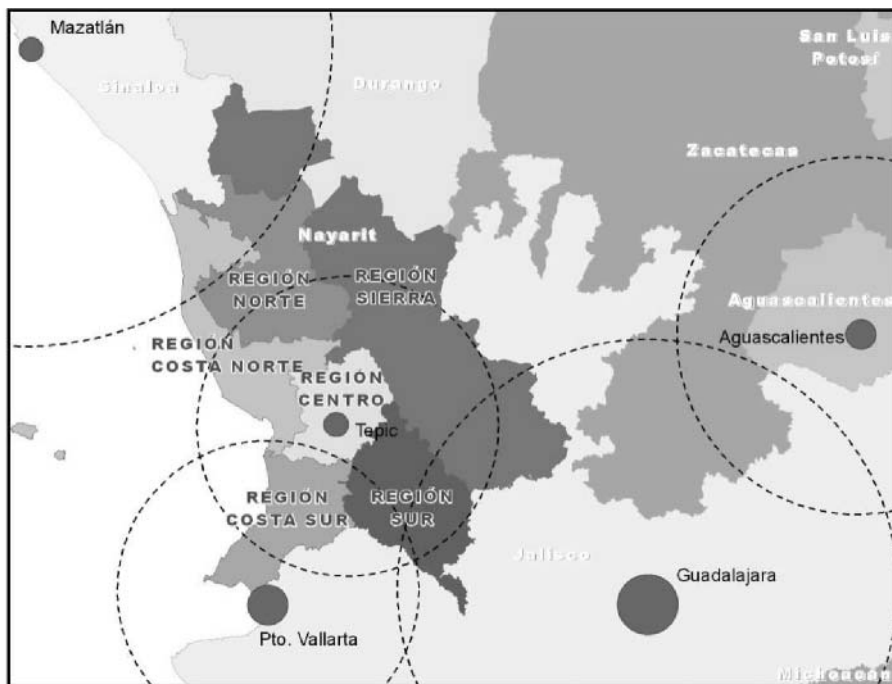 Mazatlán
Sinaloa
Durango
San Luis
Potosí
Zacatecas
Nayarit
REGIÓN
NORTE
REGIÓN
SIERRA
Aguascalientes
Aguascalientes
REGIÓN
COSTA NORTE
REGIÓN
CENTRO
Tepic
REGIÓN
COSTA SUR
REGIÓN
SUR
Jalisco
Guadalajara
Pto. Vallarta